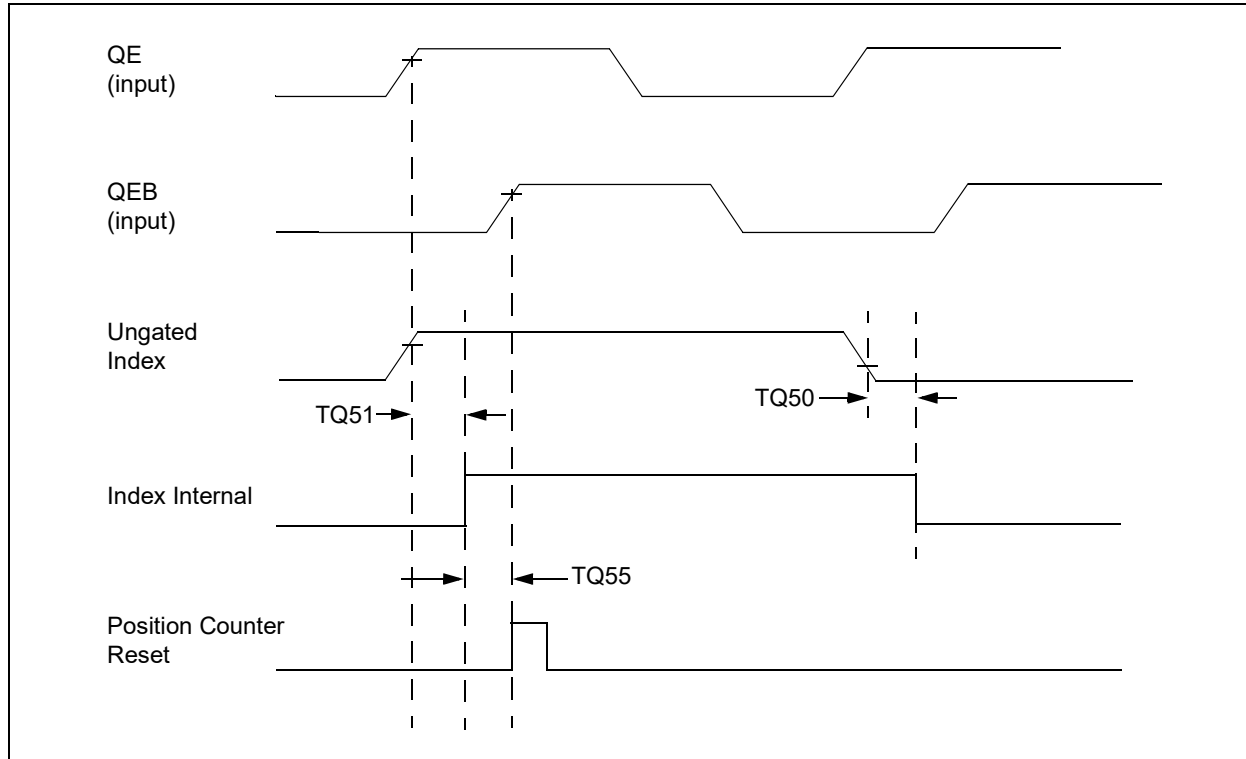 QE
(input)
QEB
(input)
Ungated
Index
TQ51
TQ50
Index Internal
TQ55
Position Counter
Reset